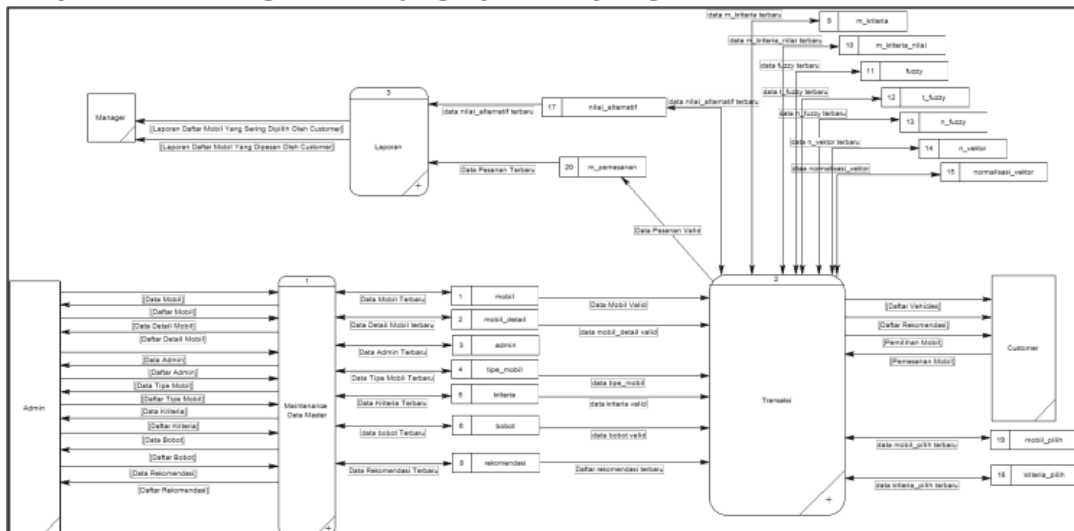 data m_kriteria terbaru
9 m_kriteria
data m_kriteria_nilai terbaru
10 m_kriteria_nilai
data fuzzy terbaru
11 fuzzy
data t_fuzzy terbaru
12 t_fuzzy
data n_fuzzy terbaru
13 n_fuzzy
data n_vektor terbaru
14 n_vektor
data normalisasi_vektor
15 normalisasi_vektor
3
Laporan
Manager
[Laporan Daftar Mobil Yang Sering Dipilih Oleh Customer]
[Laporan Daftar Mobil Yang Dipesan Oleh Customer]
data nilai_alternatif terbaru
17 nilai_alternatif
data nilai_alternatif terbaru
Data Pesanan Terbaru
20 m_pemesenan
Data Pesanan Valid
Admin
[Data Mobil]
[Daftar Mobil]
[Data Detail Mobil]
[Daftar Detail Mobil]
[Data Admin]
[Daftar Admin]
[Data Tipe Mobil]
[Daftar Tipe Mobil]
[Data Kriteria]
[Daftar Kriteria]
[Data Bobot]
[Daftar Bobot]
[Data Rekomendasi]
[Daftar Rekomendasi]
1
Maintenance
Data Master
Data Mobil Terbaru
1 mobil
Data Mobil Valid
Data Detail Mobil terbaru
2 mobil_detail
data mobil_detail valid
Data Admin Terbaru
3 admin
Data Tipe Mobil Terbaru
4 tipe_mobil
data tipe_mobil
Data Kriteria Terbaru
5 kriteria
data kriteria valid
data bobot Terbaru
6 bobot
data bobot valid
Data Rekomendasi Terbaru
8 rekomendasi
Daftar rekomendasi terbaru
2
Transaksi
[Daftar Vehicles]
[Daftar Rekomendasi]
[Pemilihan Mobil]
[Pemesanan Mobil]
Customer
data mobil_pilih terbaru
19 mobil_pilih
data kriteria_pilih terbaru
18 kriteria_pilih